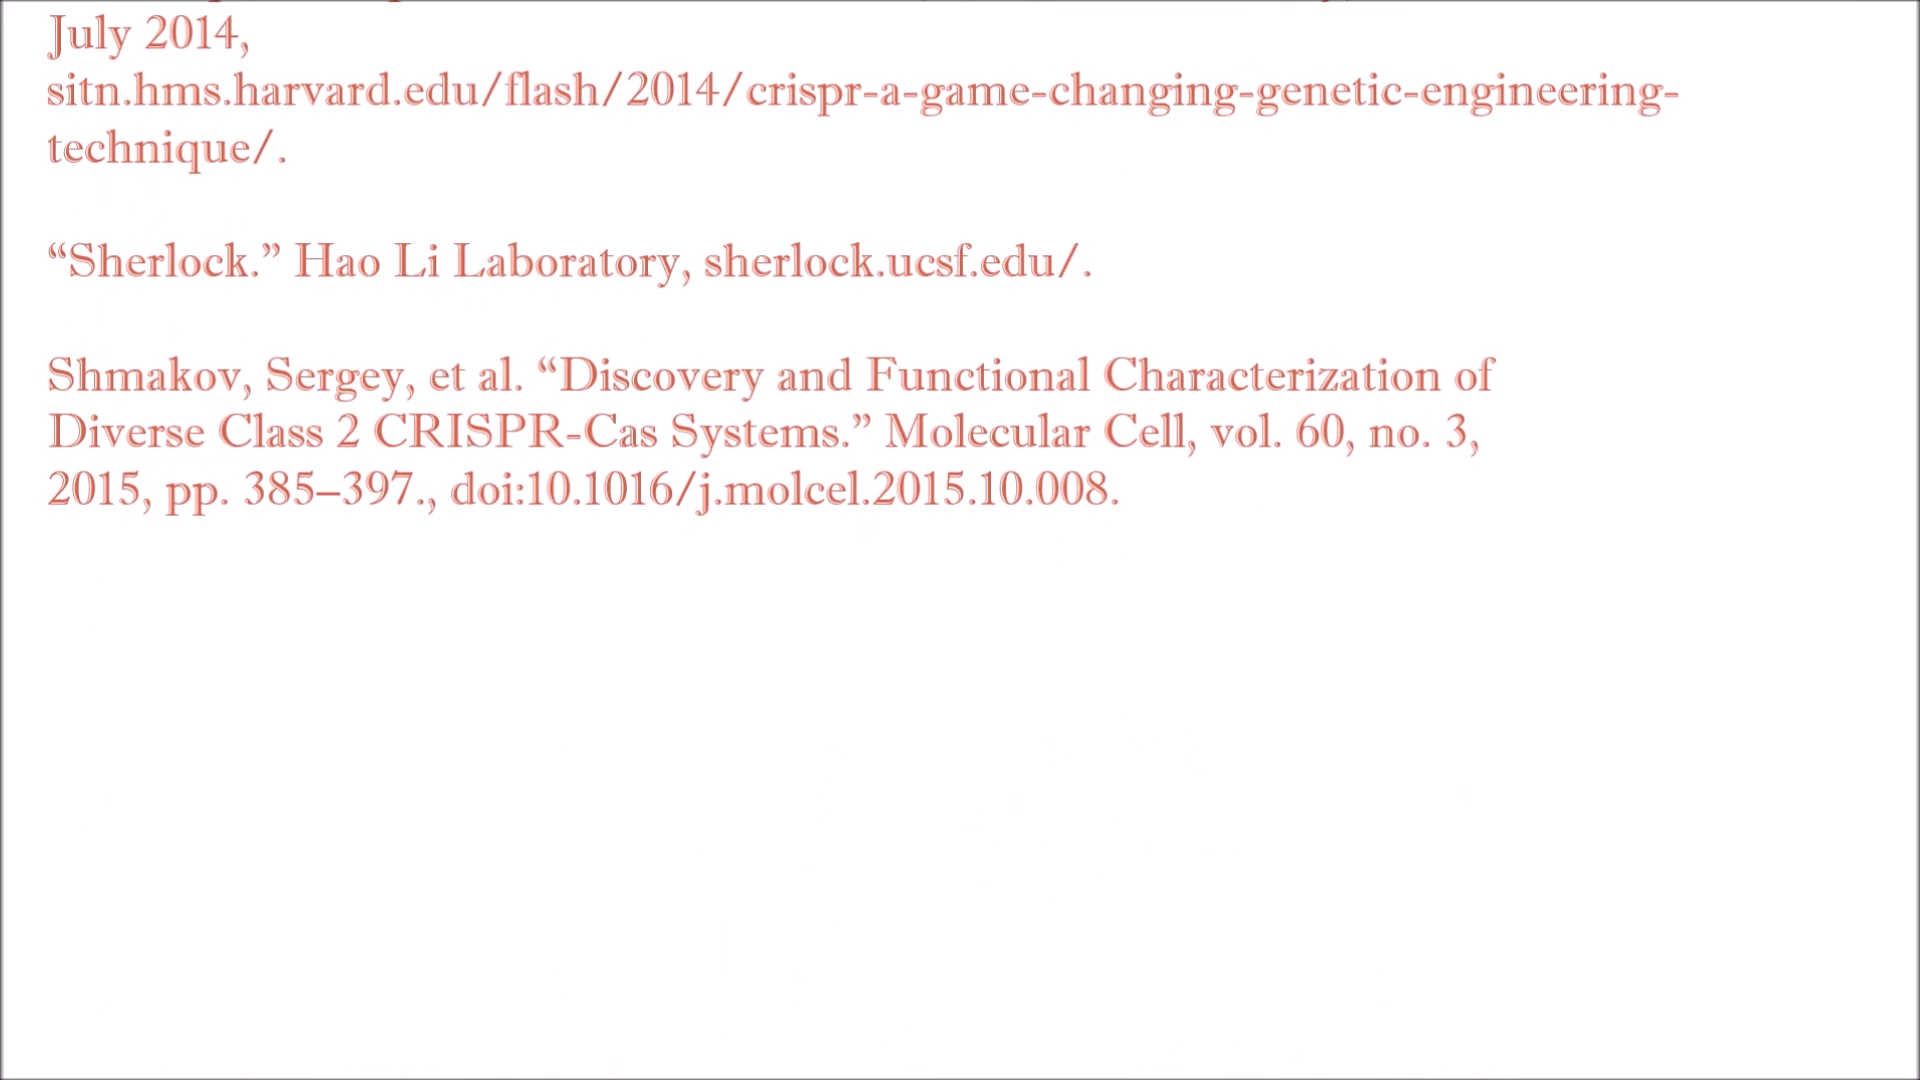 July 2014,
sitn.hms.harvard.edu/flash/2014/crispr-a-game-changing-genetic-engineering-
technique/.
“Sherlock.” Hao Li Laboratory, sherlock.ucsf.edu/.
Shmakov, Sergey, et al. “Discovery and Functional Characterization of
Diverse Class 2 CRISPR-Cas Systems.” Molecular Cell, vol. 60, no. 3,
2015, pp. 385–397., doi:10.1016/j.molcel.2015.10.008.